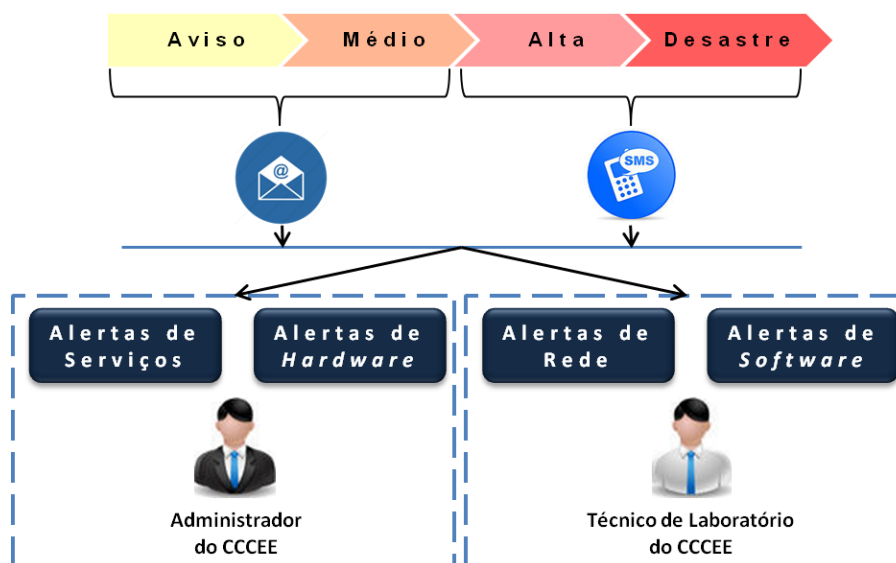 Aviso
Médio
Alta
Desastre
@
SMS
Alertas de
Serviços
Alertas de
Hardware
Alertas de
Rede
Alertas de
Software
Administrador
do CCCEE
Técnico de Laboratório
do CCCEE